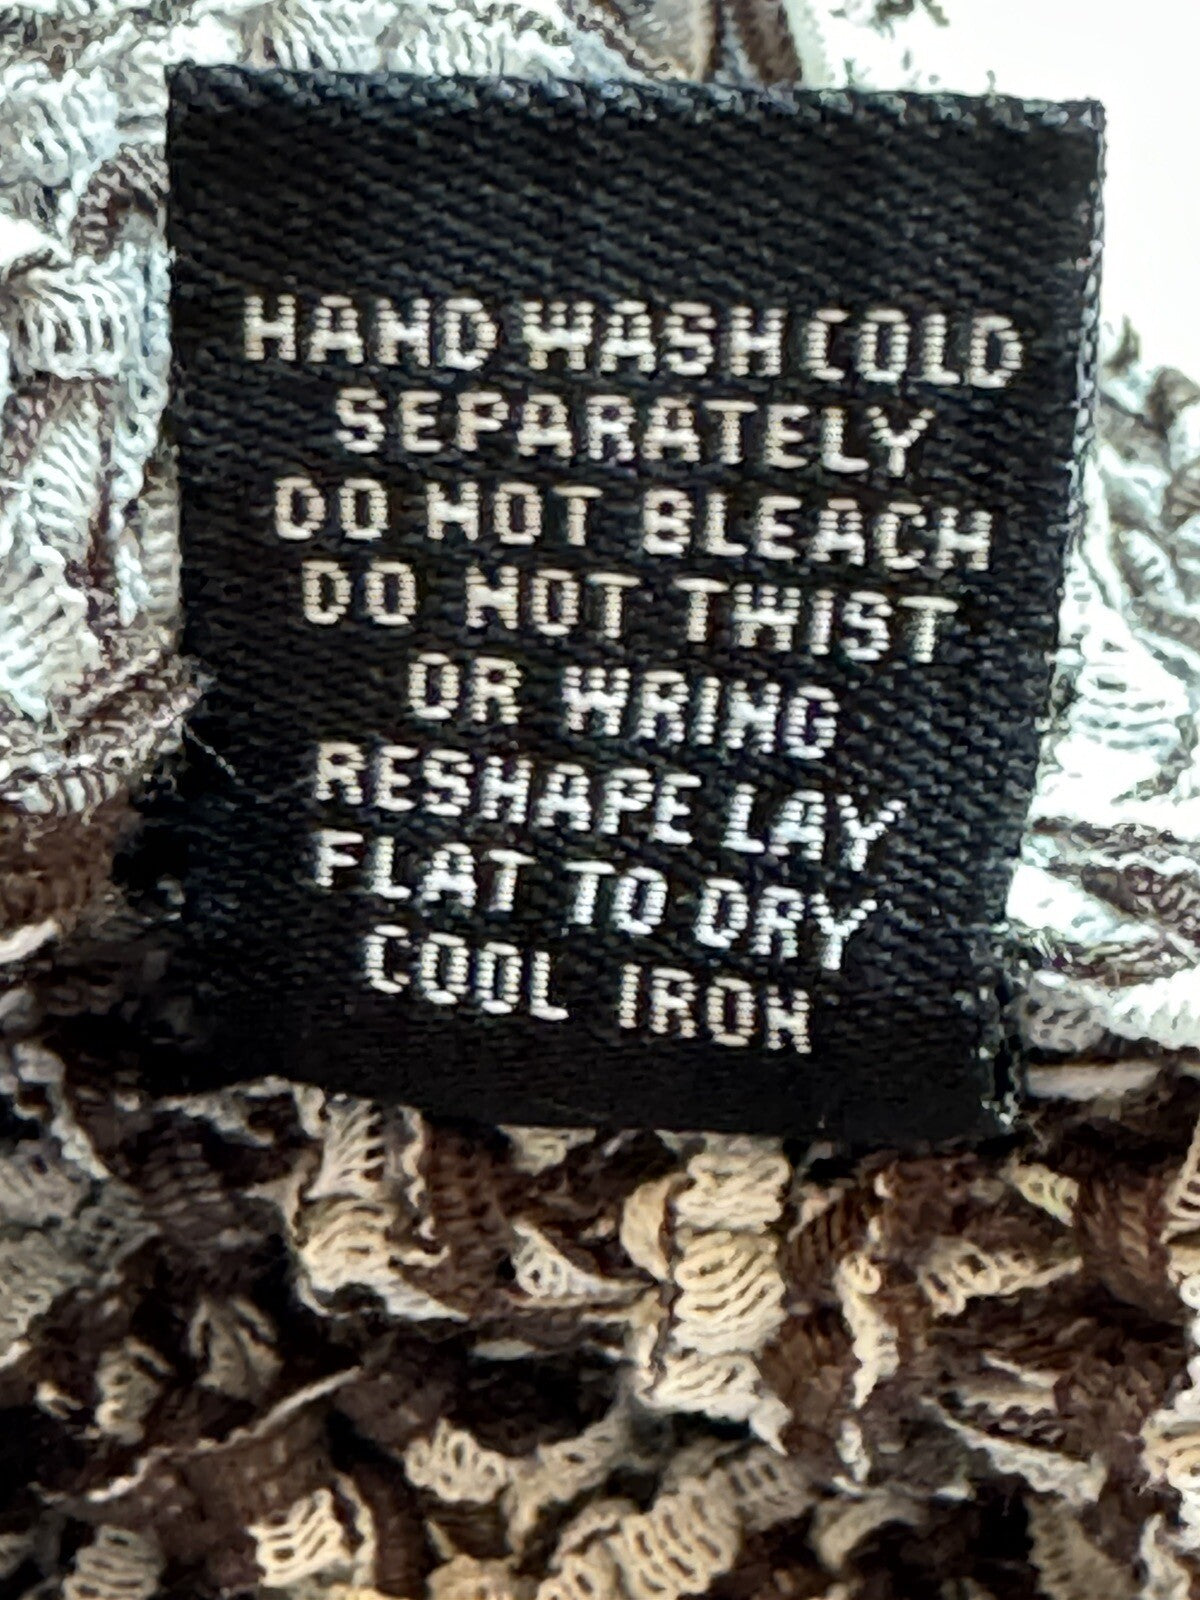 HAND WASH COLD
SEPARATELY
DO NOT BLEACH
DO NOT TWIST
OR WRING
RESHAPE LAY
FLAT TO DRY
COOL IRON